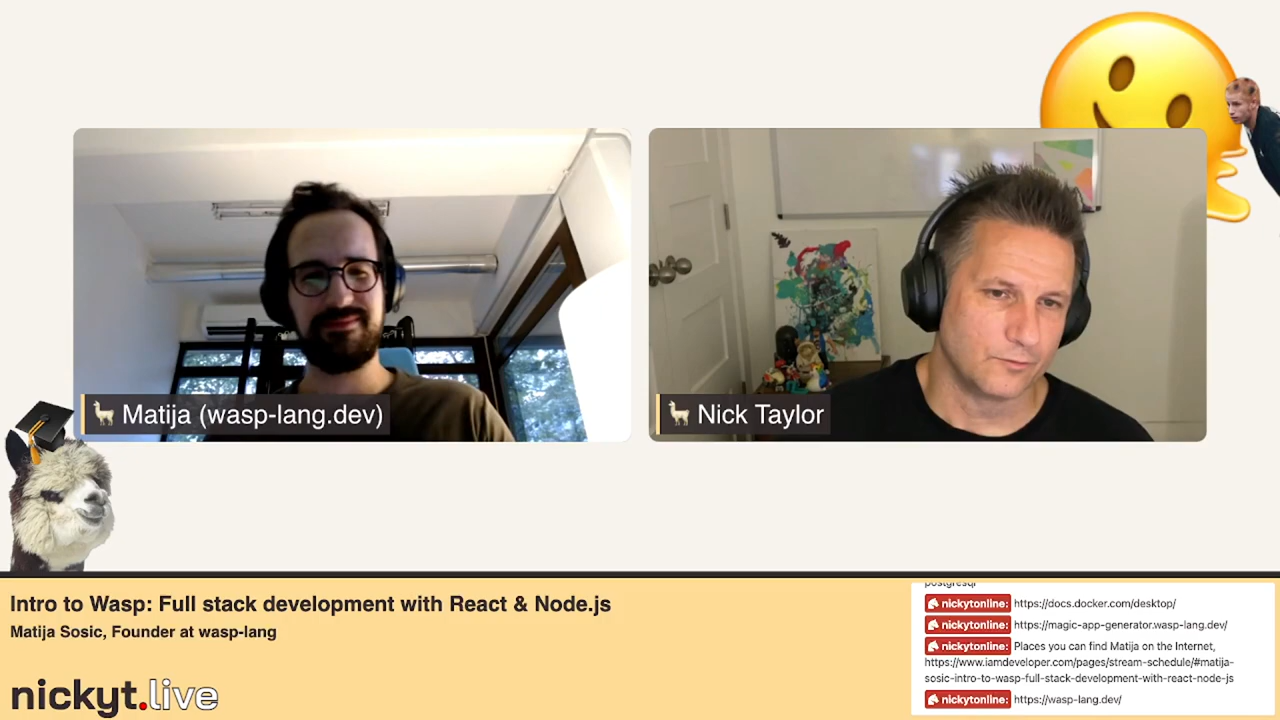 Matija (wasp-lang.dev)
Nick Taylor
Intro to Wasp: Full stack development with React & Node.js
Matija Sosic, Founder at wasp-lang
nickyt.live
postgresql
nickytonline: https://docs.docker.com/desktop/
nickytonline: https://magic-app-generator.wasp-lang.dev/
nickytonline: Places you can find Matija on the Internet,
https://www.iamdeveloper.com/pages/stream-schedule/#matija-
sosic-intro-to-wasp-full-stack-development-with-react-node-js
nickytonline: https://wasp-lang.dev/